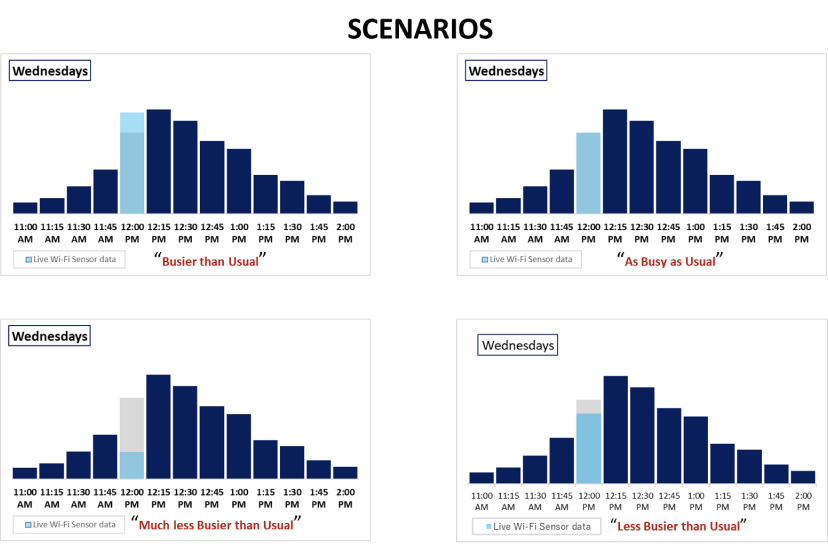 SCENARIOS
Wednesdays
11:00 11:15 11:30 11:45 12:00 12:15 12:30 12:45 1:00 1:15 1:30 1:45 2:00
AM AM AM AM PM PM PM PM PM PM PM PM PM
Live Wi-Fi Sensor data
“Busier than Usual”
Wednesdays
11:00 11:15 11:30 11:45 12:00 12:15 12:30 12:45 1:00 1:15 1:30 1:45 2:00
AM AM AM AM PM PM PM PM PM PM PM PM PM
Live Wi-Fi Sensor data
“As Busy as Usual”
Wednesdays
11:00 11:15 11:30 11:45 12:00 12:15 12:30 12:45 1:00 1:15 1:30 1:45 2:00
AM AM AM AM PM PM PM PM PM PM PM PM PM
Live Wi-Fi Sensor data
“Much less Busier than Usual”
Wednesdays
11:00 11:15 11:30 11:45 12:00 12:15 12:30 12:45 1:00 1:15 1:30 1:45 2:00
AM AM AM AM PM PM PM PM PM PM PM PM PM
Live Wi-Fi Sensor data
“Less Busier than Usual”